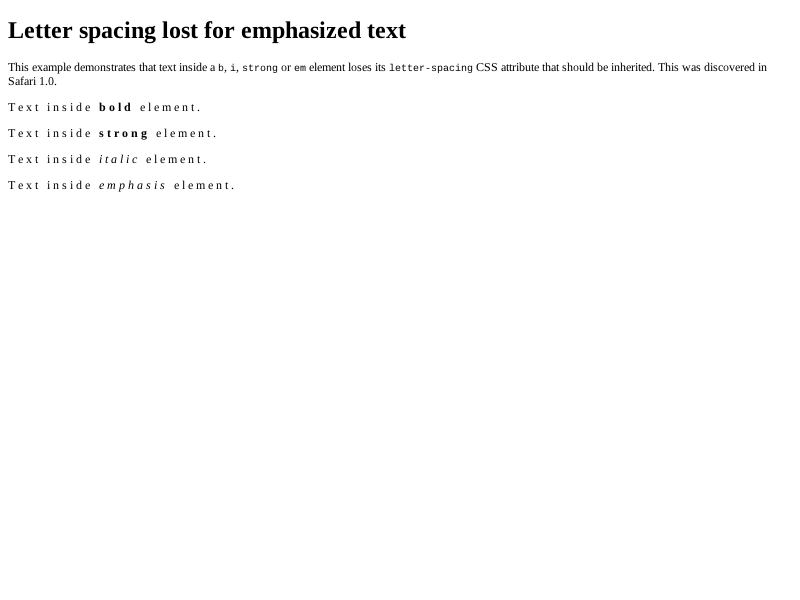 Letter spacing lost for emphasized text
This example demonstrates that text inside a b, i, strong or em element loses its letter-spacing CSS attribute that should be inherited. This was discovered in
Safari 1.0.
Text inside bold element.
Text inside strong element.
Text inside italic element.
Text inside emphasis element.